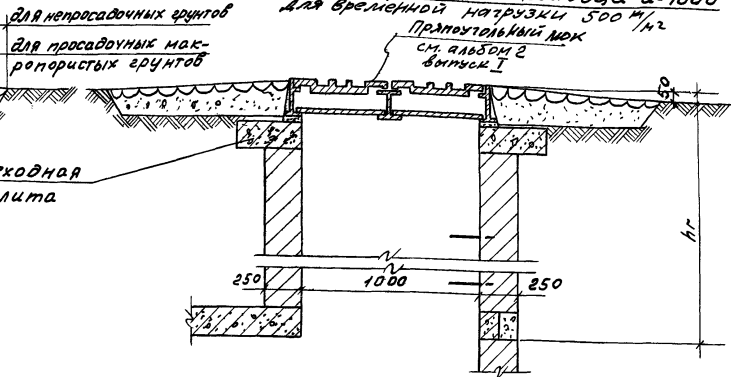 для непросадочных грунтов
для просадочных мак-
ропористых грунтов
d=1000
для временной нагрузки 500 м/м²
Прямоугольный люк
см. альбом 2
выпуск I
50
hг
250
1000
250